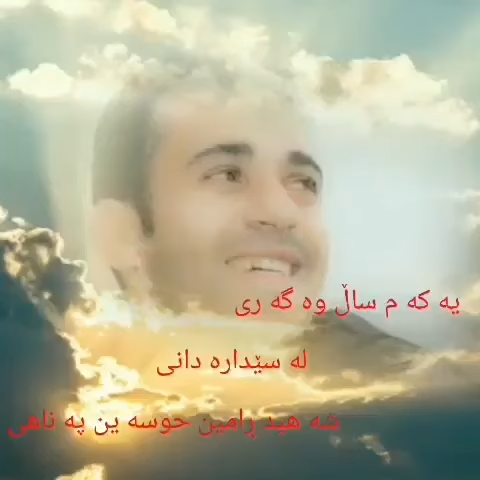 یه که م ساڵ وه گه ری
له سێداره دانی
شه هید ڕامین حوسه ین په ناهی